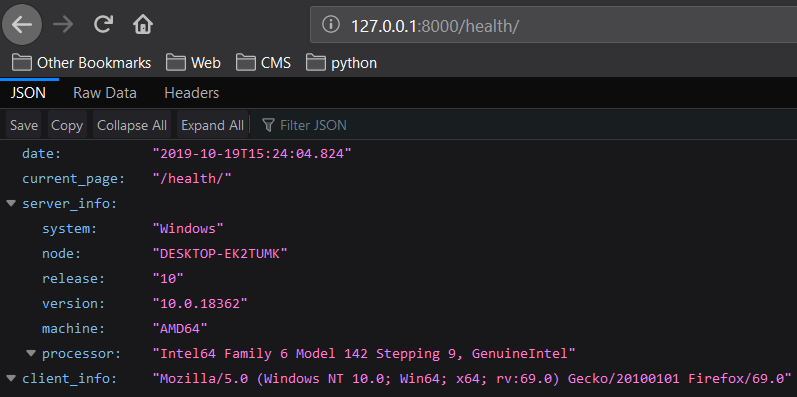 127.0.0.1:8000/health/
Other Bookmarks Web CMS python
JSON Raw Data Headers
Save Copy Collapse All Expand All Filter JSON
date: "2019-10-19T15:24:04.824"
current_page: "/health/"
server_info:
system: "Windows"
node: "DESKTOP-EK2TUMK"
release: "10"
version: "10.0.18362"
machine: "AMD64"
processor: "Intel64 Family 6 Model 142 Stepping 9, GenuineIntel"
client_info: "Mozilla/5.0 (Windows NT 10.0; Win64; x64; rv:69.0) Gecko/20100101 Firefox/69.0"